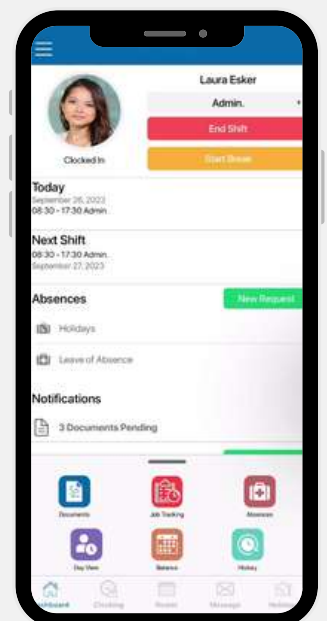 Laura Esker
Admin.
End Shift
Start Break
Clocked In
Today
September 26, 2023
08:30 - 17:30 Admin.
Next Shift
08:30 - 17:30 Admin.
September 27, 2023
Absences
New Request
Holidays
Leave of Absence
Notifications
3 Documents Pending
Documents
Job Tracking
Absences
Day View
Balance
History
Dashboard
Clocking
Roster
Message